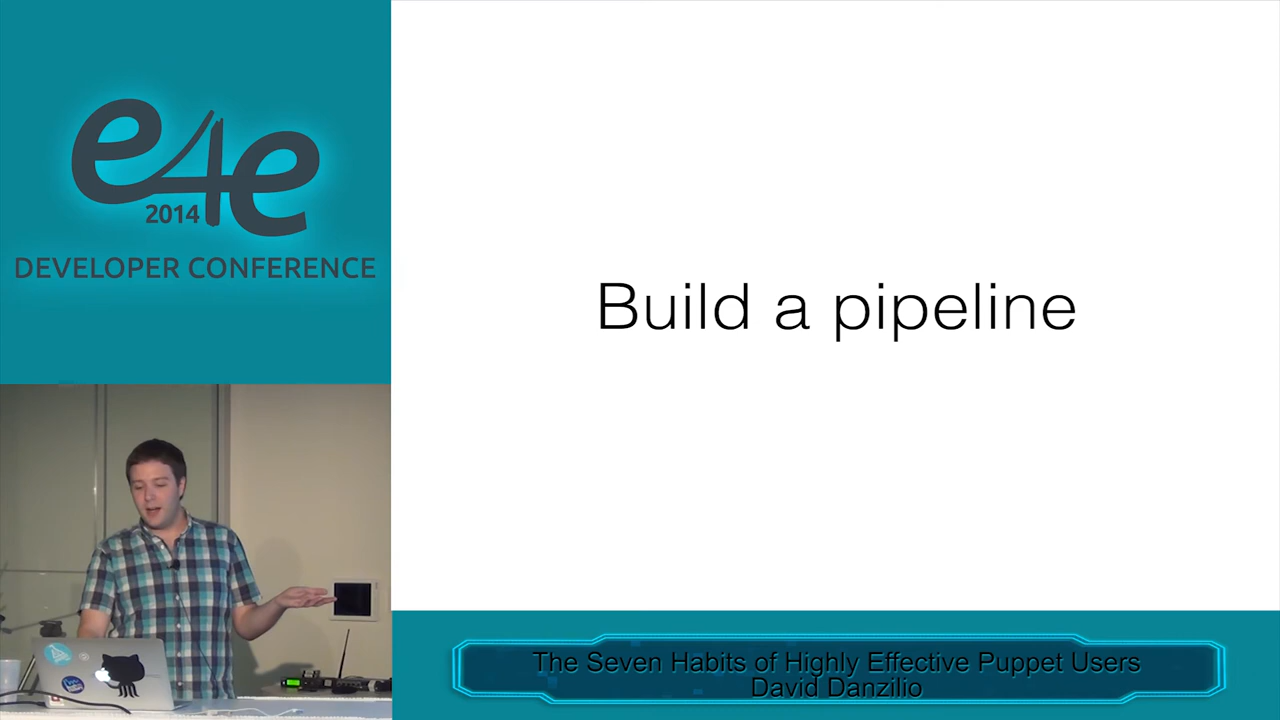 e4e
2014
DEVELOPER CONFERENCE
Build a pipeline
The Seven Habits of Highly Effective Puppet Users
David Danzilio